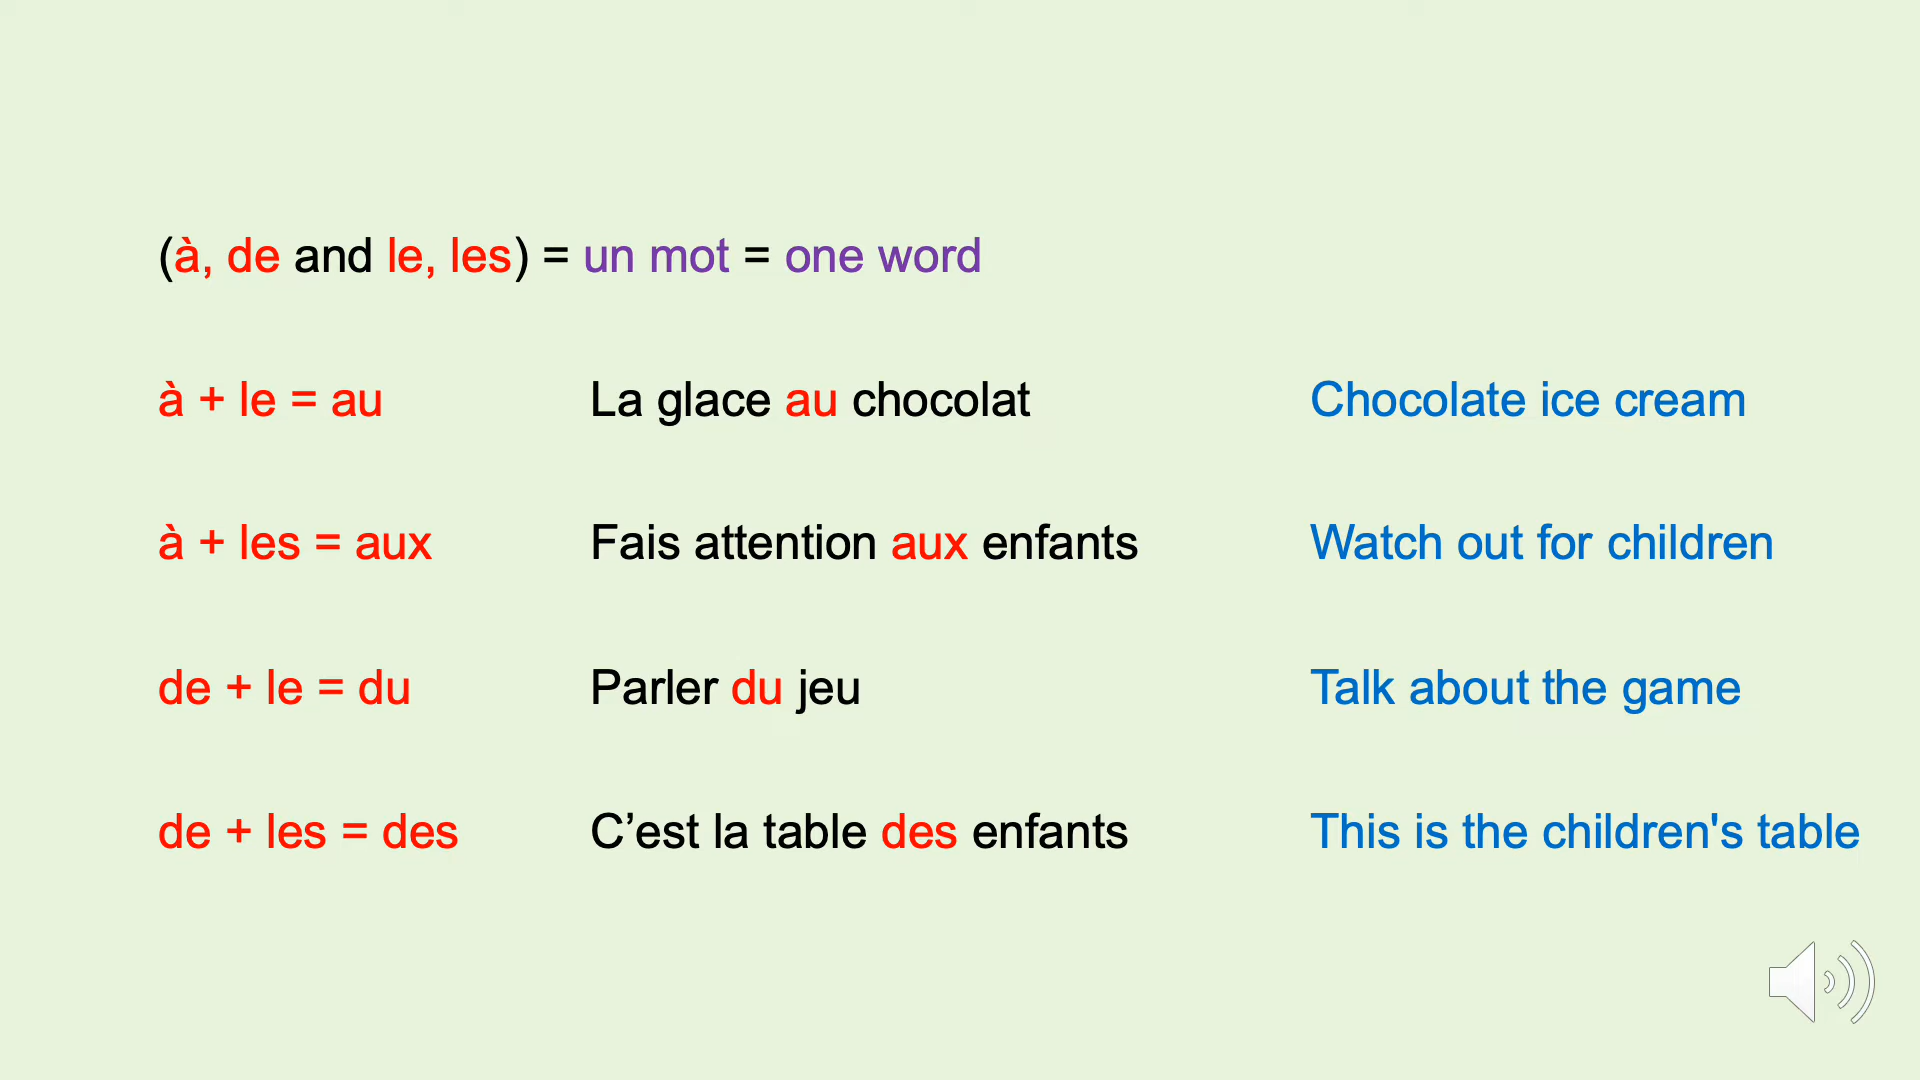 (à, de and le, les) = un mot = one word
à + le = au La glace au chocolat Chocolate ice cream
à + les = aux Fais attention aux enfants Watch out for children
de + le = du Parler du jeu Talk about the game
de + les = des C’est la table des enfants This is the children's table